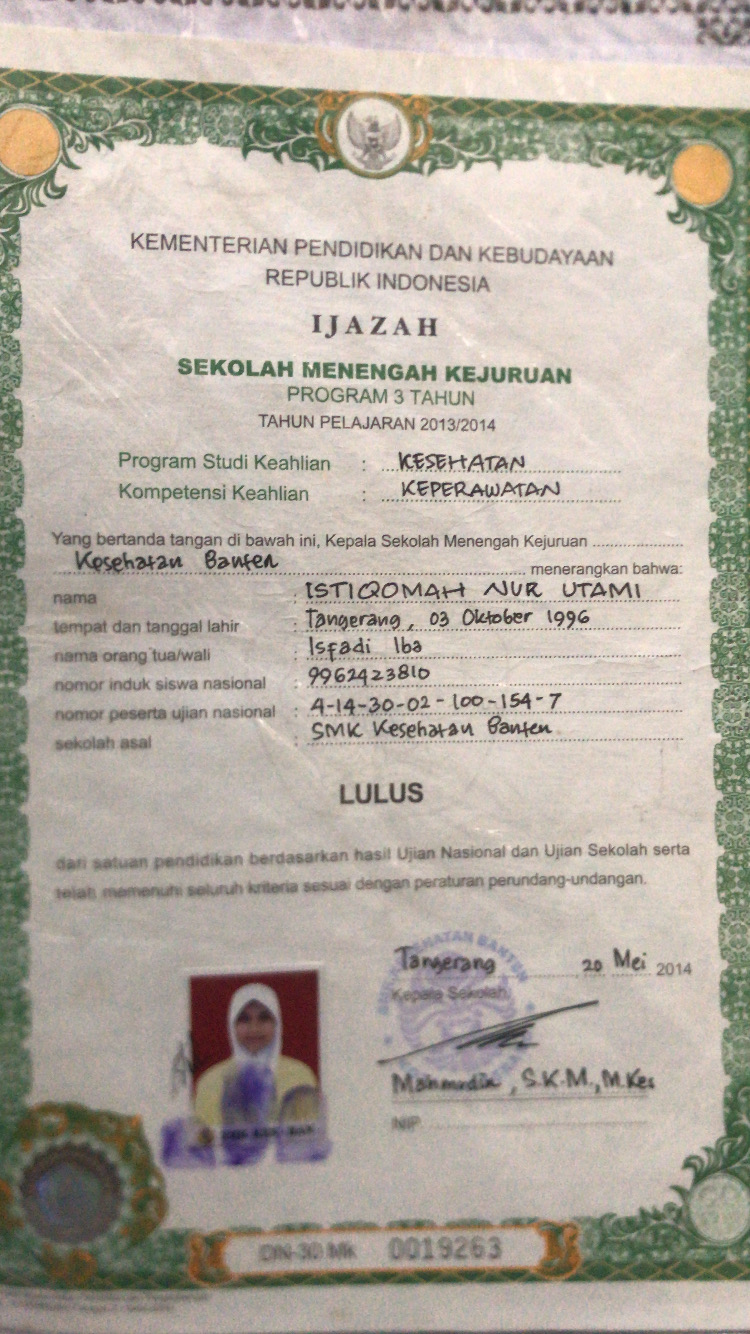 KEMENTERIAN PENDIDIKAN DAN KEBUDAYAAN
REPUBLIK INDONESIA
IJAZAH
SEKOLAH MENENGAH KEJURUAN
PROGRAM 3 TAHUN
TAHUN PELAJARAN 2013/2014
Program Studi Keahlian : KESEHATAN
Kompetensi Keahlian : KEPERAWATAN
Yang bertanda tangan di bawah ini, Kepala Sekolah Menengah Kejuruan
Kesehatan Banten menerangkan bahwa:
nama : ISTIQOMAH NUR UTAMI
tempat dan tanggal lahir : Tangerang, 03 Oktober 1996
nama orang tua/wali : Isfadi Iba
nomor induk siswa nasional : 9962423810
nomor peserta ujian nasional : 4-14-30-02-100-154-7
sekolah asal : SMK Kesehatan Banten
LULUS
dari satuan pendidikan berdasarkan hasil Ujian Nasional dan Ujian Sekolah serta
telah memenuhi seluruh kriteria sesuai dengan peraturan perundang-undangan.
Tangerang 20 Mei 2014
Kepala Sekolah
Mahmudin, S.K.M., M.Kes
NIP
DN-30 MK 0019263